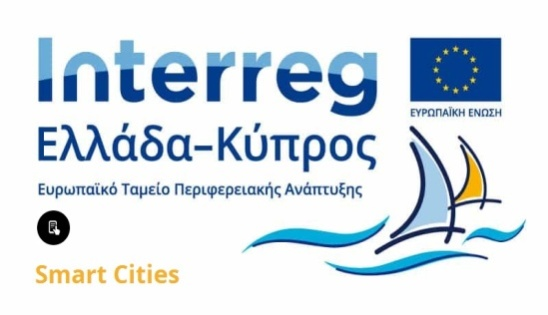 Interreg
ΕΥΡΩΠΑΪΚΗ ΕΝΩΣΗ
Ελλάδα–Κύπρος
Ευρωπαϊκό Ταμείο Περιφερειακής Ανάπτυξης
Smart Cities